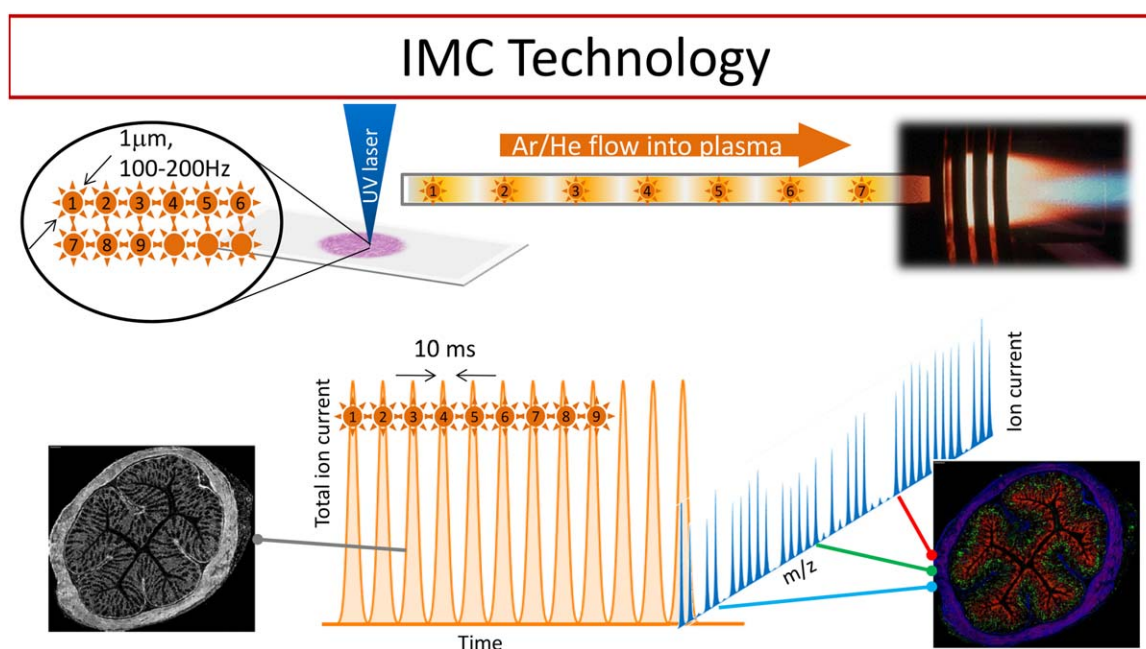 IMC Technology
1μm,
100-200Hz
1 2 3 4 5 6
7 8 9
UV laser
Ar/He flow into plasma
1 2 3 4 5 6 7
10 ms
Total ion current
1 2 3 4 5 6 7 8 9
Time
m/z
Ion current